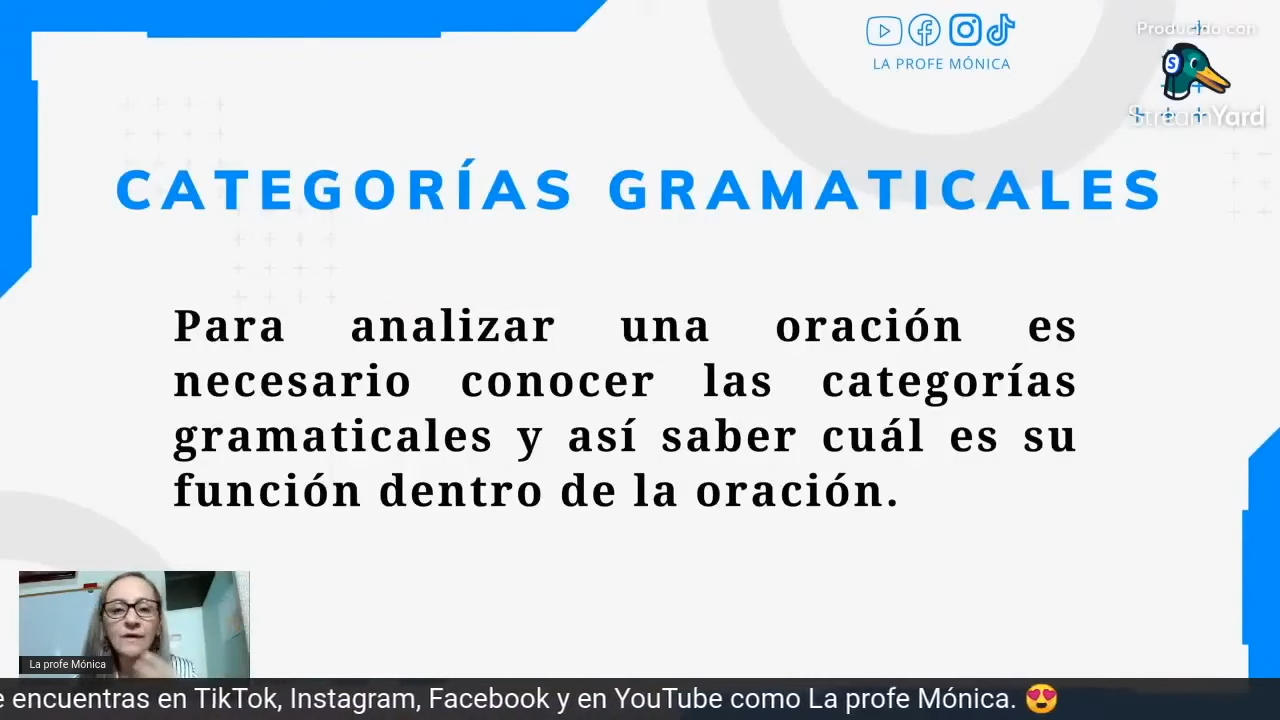 Producido con
StreamYard
LA PROFE MÓNICA
CATEGORÍAS GRAMATICALES
Para analizar una oración es
necesario conocer las categorías
gramaticales y así saber cuál es su
función dentro de la oración.
La profe Mónica
encuentras en TikTok, Instagram, Facebook y en YouTube como La profe Mónica. 😍